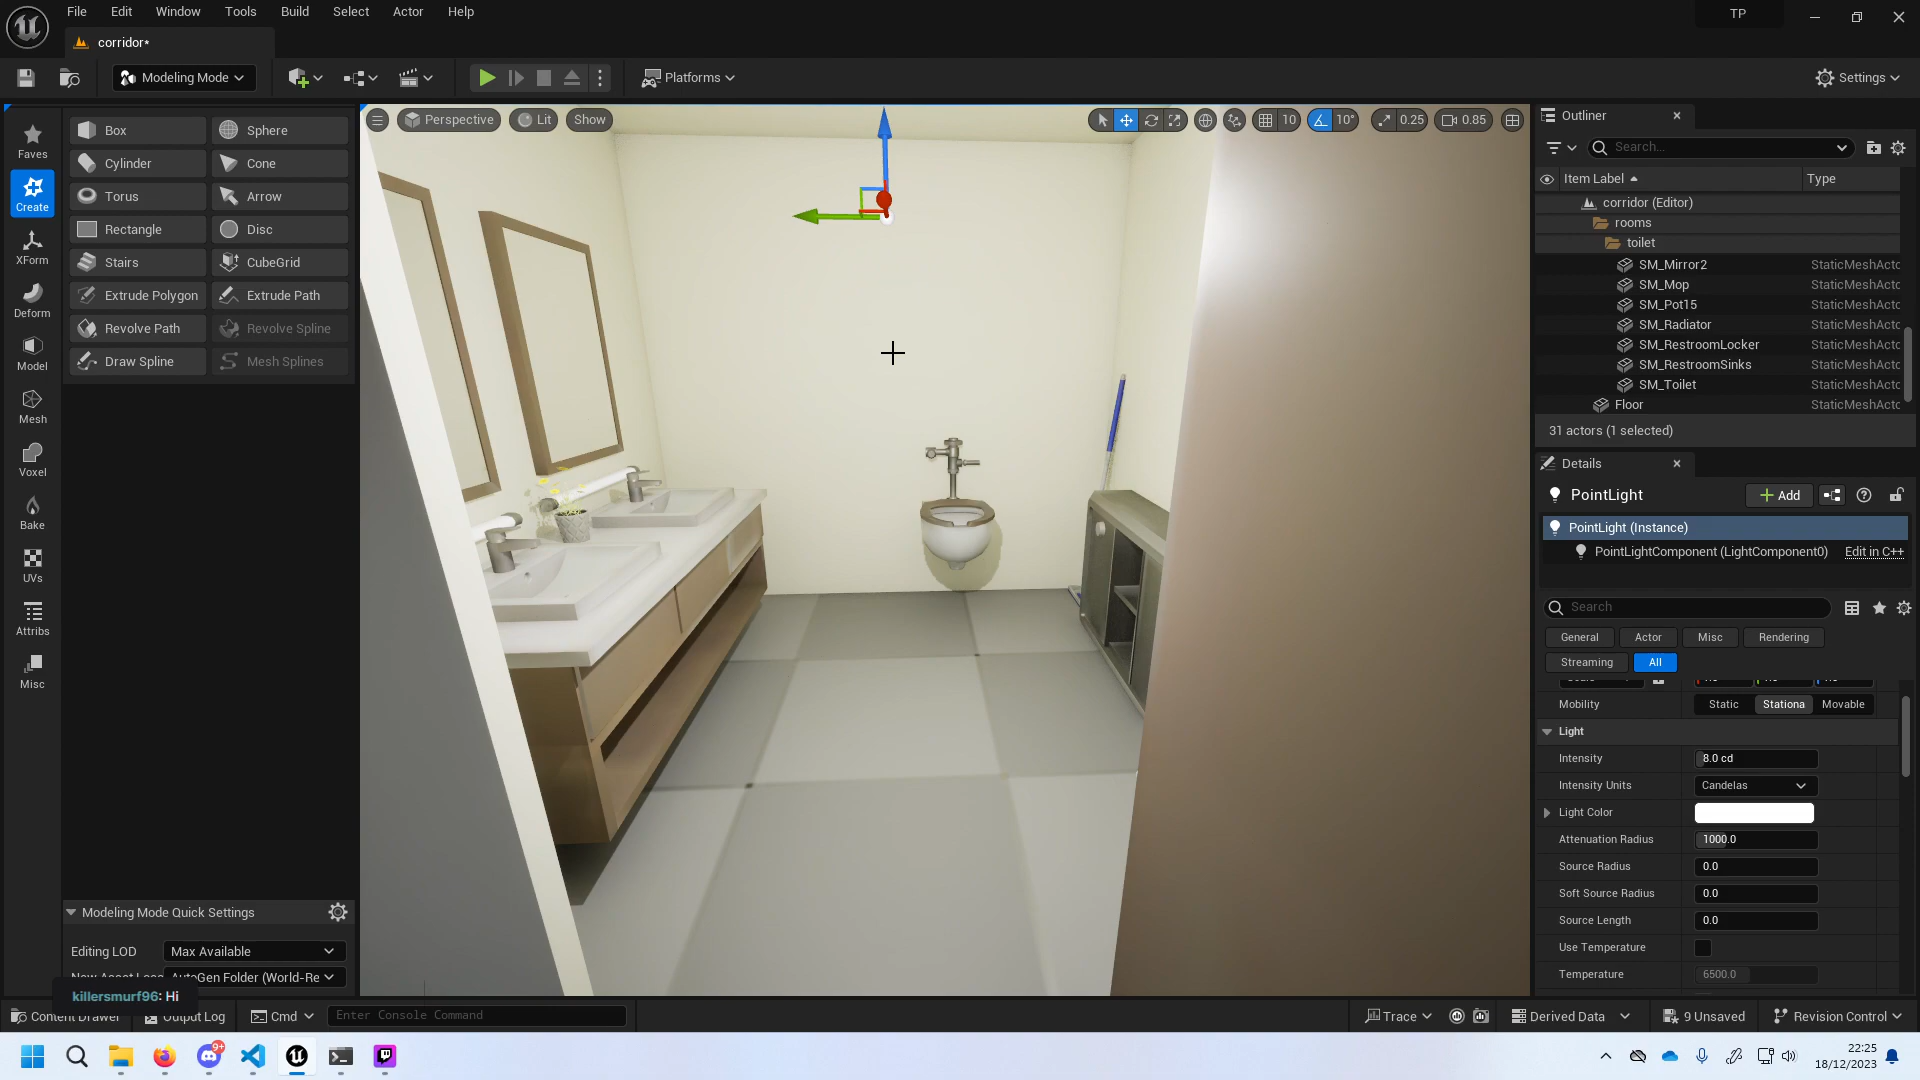 File Edit Window Tools Build Select Actor Help
TP
corridor*
Modeling Mode
Platforms
Settings
Perspective
Lit
Show
10
10°
0.25
0.85
Faves
Create
XForm
Deform
Model
Mesh
Voxel
Bake
UVs
Attribs
Misc
Box Sphere
Cylinder Cone
Torus Arrow
Rectangle Disc
Stairs CubeGrid
Extrude Polygon Extrude Path
Revolve Path Revolve Spline
Draw Spline Mesh Splines
Modeling Mode Quick Settings
Editing LOD Max Available
AutoGen Folder (World-Re
killersmurf96: Hi
Outliner
Search...
Item Label Type
corridor (Editor)
rooms
toilet
SM_Mirror2 StaticMeshActo
SM_Mop StaticMeshActo
SM_Pot15 StaticMeshActo
SM_Radiator StaticMeshActo
SM_RestroomLocker StaticMeshActo
SM_RestroomSinks StaticMeshActo
SM_Toilet StaticMeshActo
Floor StaticMeshActo
31 actors (1 selected)
Details
PointLight
Add
PointLight (Instance)
PointLightComponent (LightComponent0) Edit in C++
Search
General Actor Misc Rendering
Streaming All
Mobility Static Stationa Movable
Light
Intensity 8.0 cd
Intensity Units Candelas
Light Color
Attenuation Radius 1000.0
Source Radius 0.0
Soft Source Radius 0.0
Source Length 0.0
Use Temperature
Temperature 6500.0
Content Drawer
Output Log
Cmd
Enter Console Command
Trace
Derived Data
9 Unsaved
Revision Control
9+
22:25
18/12/2023